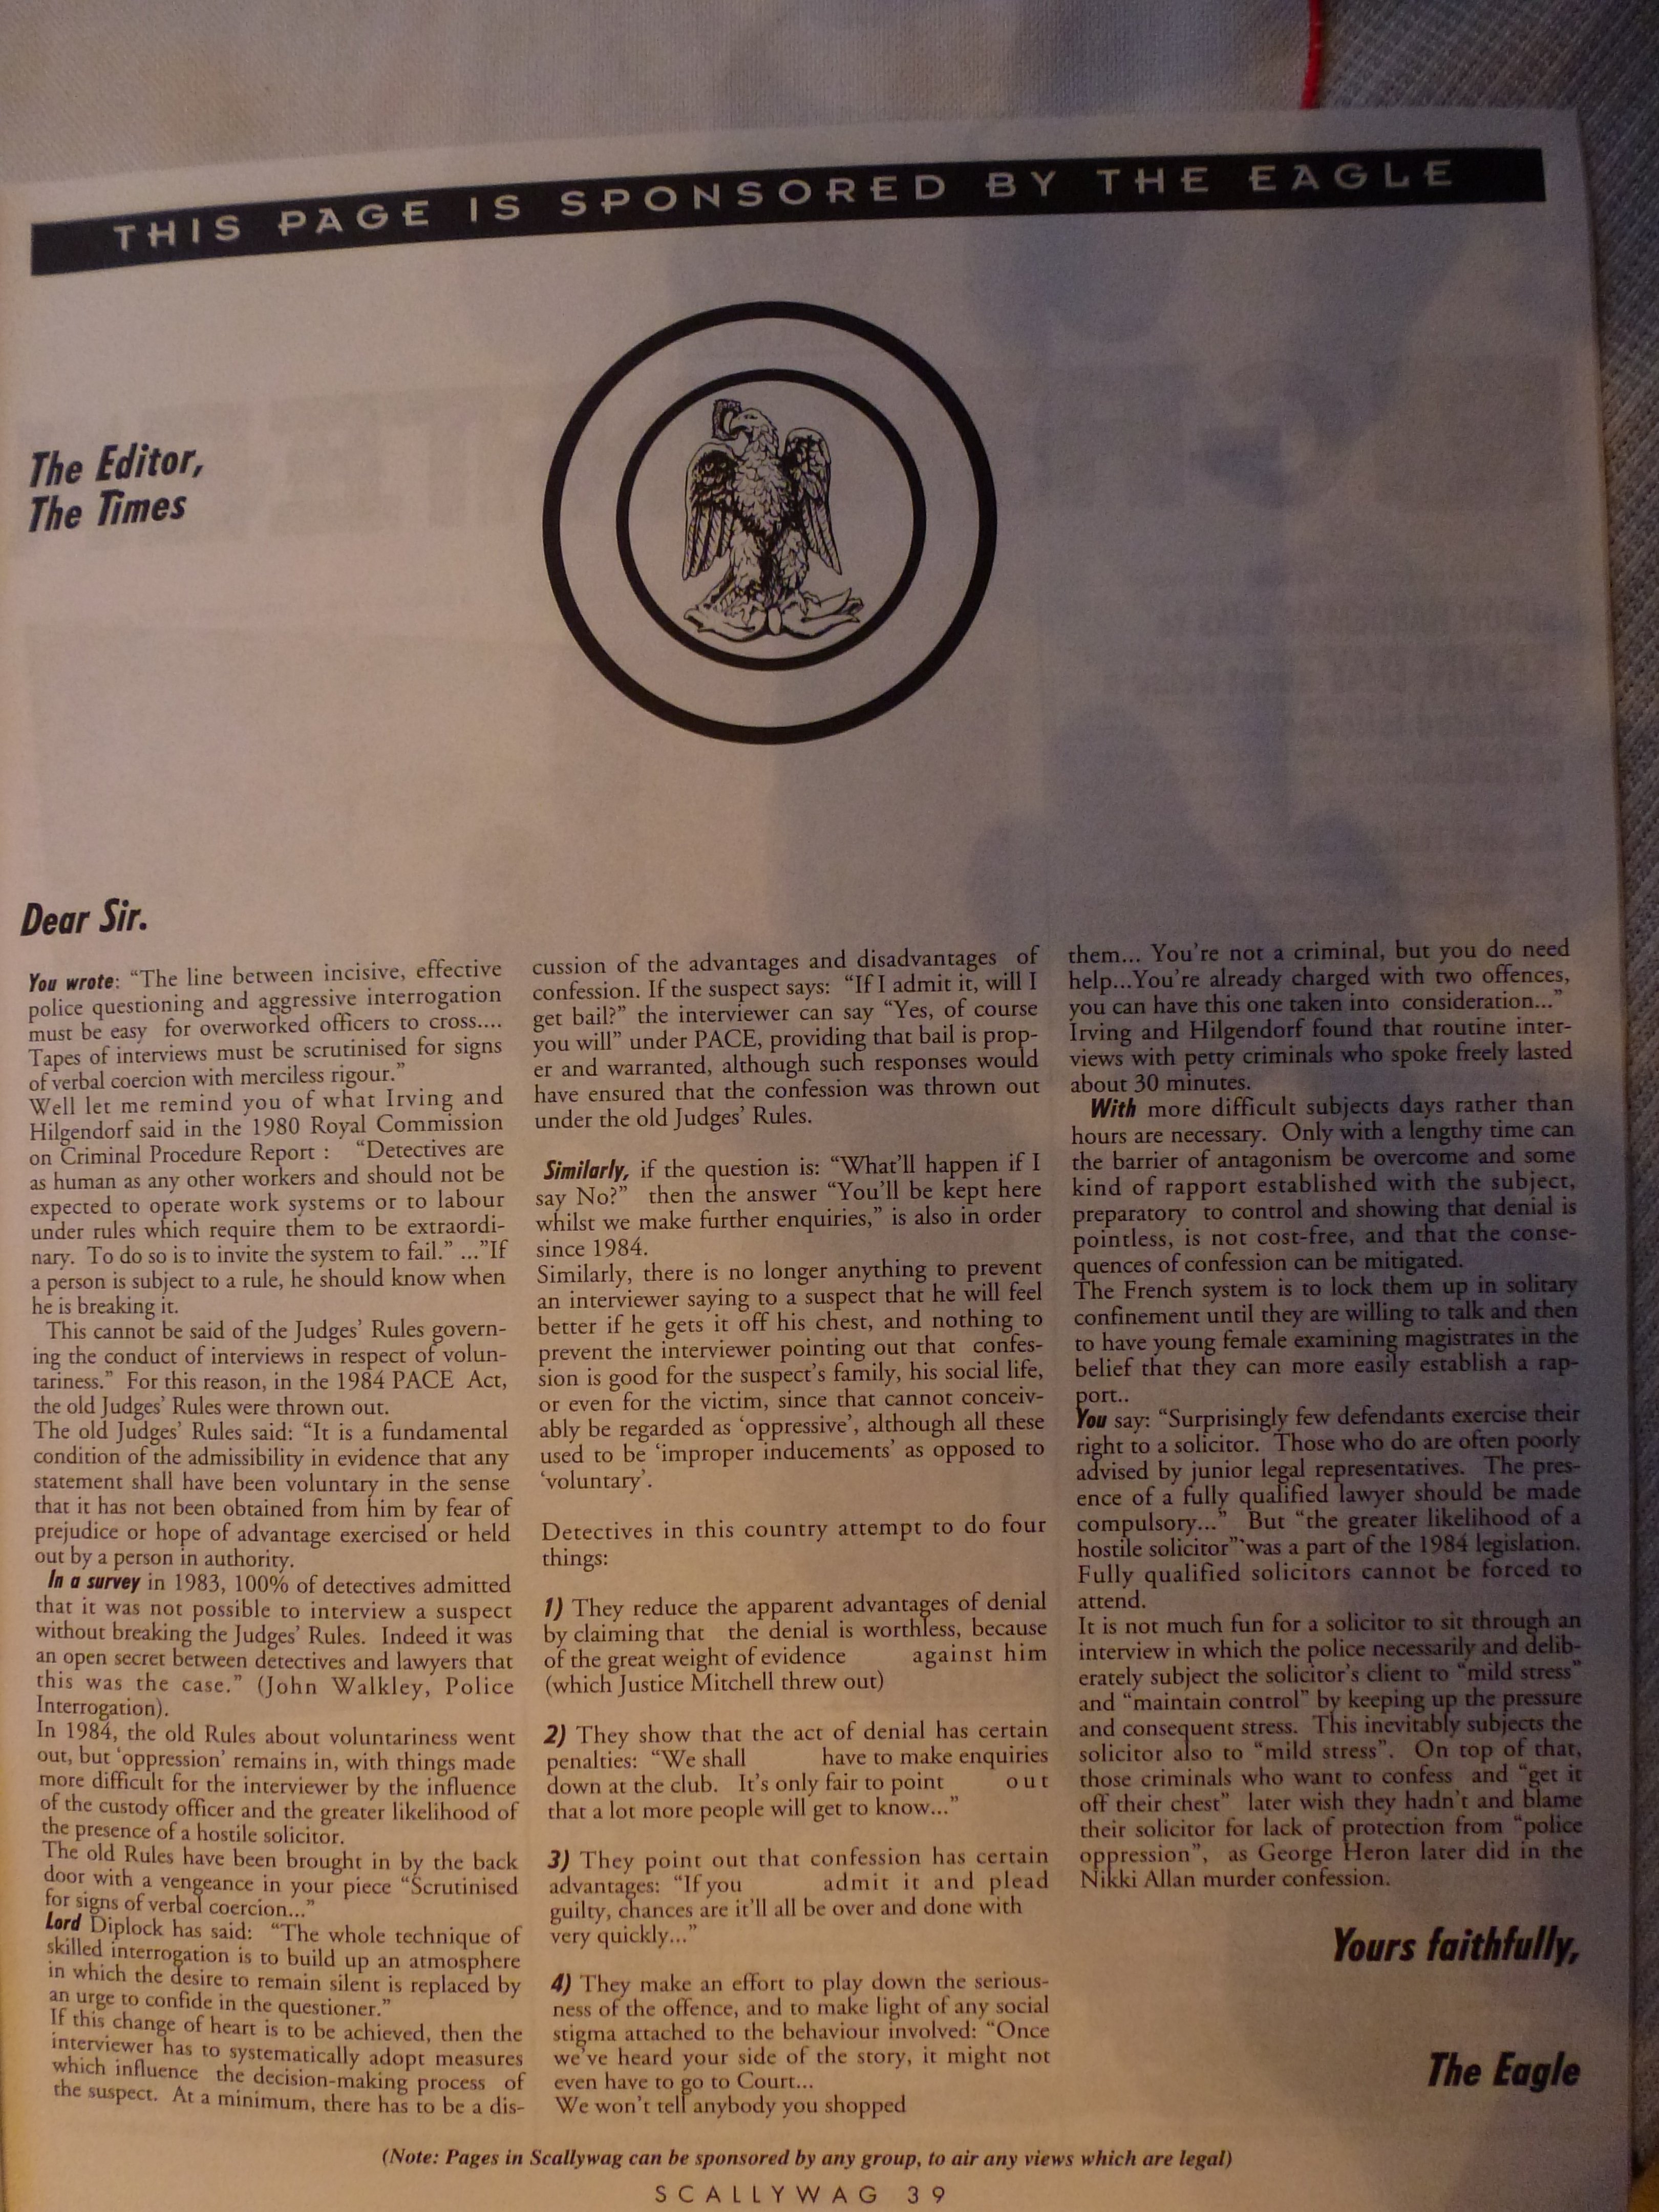 THIS PAGE IS SPONSORED BY THE EAGLE
The Editor,
The Times
Dear Sir.
You wrote: “The line between incisive, effective
police questioning and aggressive interrogation
must be easy for overworked officers to cross....
Tapes of interviews must be scrutinised for signs
of verbal coercion with merciless rigour.”
Well let me remind you of what Irving and
Hilgendorf said in the 1980 Royal Commission
on Criminal Procedure Report : “Detectives are
as human as any other workers and should not be
expected to operate work systems or to labour
under rules which require them to be extraordi-
nary. To do so is to invite the system to fail.” ...”If
a person is subject to a rule, he should know when
he is breaking it.
This cannot be said of the Judges’ Rules govern-
ing the conduct of interviews in respect of volun-
tariness.” For this reason, in the 1984 PACE Act,
the old Judges’ Rules were thrown out.
The old Judges’ Rules said: “It is a fundamental
condition of the admissibility in evidence that any
statement shall have been voluntary in the sense
that it has not been obtained from him by fear of
prejudice or hope of advantage exercised or held
out by a person in authority.
In a survey in 1983, 100% of detectives admitted
that it was not possible to interview a suspect
without breaking the Judges’ Rules. Indeed it was
an open secret between detectives and lawyers that
this was the case.” (John Walkley, Police
Interrogation).
In 1984, the old Rules about voluntariness went
out, but ‘oppression’ remains in, with things made
more difficult for the interviewer by the influence
of the custody officer and the greater likelihood of
the presence of a hostile solicitor.
The old Rules have been brought in by the back
door with a vengeance in your piece “Scrutinised
for signs of verbal coercion...”
Lord Diplock has said: “The whole technique of
skilled interrogation is to build up an atmosphere
in which the desire to remain silent is replaced by
an urge to confide in the questioner.”
If this change of heart is to be achieved, then the
interviewer has to systematically adopt measures
which influence the decision-making process of
the suspect. At a minimum, there has to be a dis-
cussion of the advantages and disadvantages of
confession. If the suspect says: “If I admit it, will I
get bail?” the interviewer can say “Yes, of course
you will” under PACE, providing that bail is prop-
er and warranted, although such responses would
have ensured that the confession was thrown out
under the old Judges’ Rules.
Similarly, if the question is: “What’ll happen if I
say No?” then the answer “You’ll be kept here
whilst we make further enquiries,” is also in order
since 1984.
Similarly, there is no longer anything to prevent
an interviewer saying to a suspect that he will feel
better if he gets it off his chest, and nothing to
prevent the interviewer pointing out that confes-
sion is good for the suspect’s family, his social life,
or even for the victim, since that cannot conceiv-
ably be regarded as ‘oppressive’, although all these
used to be ‘improper inducements’ as opposed to
‘voluntary’.
Detectives in this country attempt to do four
things:
1) They reduce the apparent advantages of denial
by claiming that the denial is worthless, because
of the great weight of evidence against him
(which Justice Mitchell threw out)
2) They show that the act of denial has certain
penalties: “We shall have to make enquiries
down at the club. It’s only fair to point out
that a lot more people will get to know...”
3) They point out that confession has certain
advantages: “If you admit it and plead
guilty, chances are it’ll all be over and done with
very quickly...”
4) They make an effort to play down the serious-
ness of the offence, and to make light of any social
stigma attached to the behaviour involved: “Once
we’ve heard your side of the story, it might not
even have to go to Court...
We won’t tell anybody you shopped
them... You’re not a criminal, but you do need
help...You’re already charged with two offences,
you can have this one taken into consideration...”
Irving and Hilgendorf found that routine inter-
views with petty criminals who spoke freely lasted
about 30 minutes.
With more difficult subjects days rather than
hours are necessary. Only with a lengthy time can
the barrier of antagonism be overcome and some
kind of rapport established with the subject,
preparatory to control and showing that denial is
pointless, is not cost-free, and that the conse-
quences of confession can be mitigated.
The French system is to lock them up in solitary
confinement until they are willing to talk and then
to have young female examining magistrates in the
belief that they can more easily establish a rap-
port..
You say: “Surprisingly few defendants exercise their
right to a solicitor. Those who do are often poorly
advised by junior legal representatives. The pres-
ence of a fully qualified lawyer should be made
compulsory...” But “the greater likelihood of a
hostile solicitor” was a part of the 1984 legislation.
Fully qualified solicitors cannot be forced to
attend.
It is not much fun for a solicitor to sit through an
interview in which the police necessarily and delib-
erately subject the solicitor’s client to “mild stress”
and “maintain control” by keeping up the pressure
and consequent stress. This inevitably subjects the
solicitor also to “mild stress”. On top of that,
those criminals who want to confess and “get it
off their chest” later wish they hadn’t and blame
their solicitor for lack of protection from “police
oppression”, as George Heron later did in the
Nikki Allan murder confession.
Yours faithfully,
The Eagle
(Note: Pages in Scallywag can be sponsored by any group, to air any views which are legal)
SCALLYWAG 39